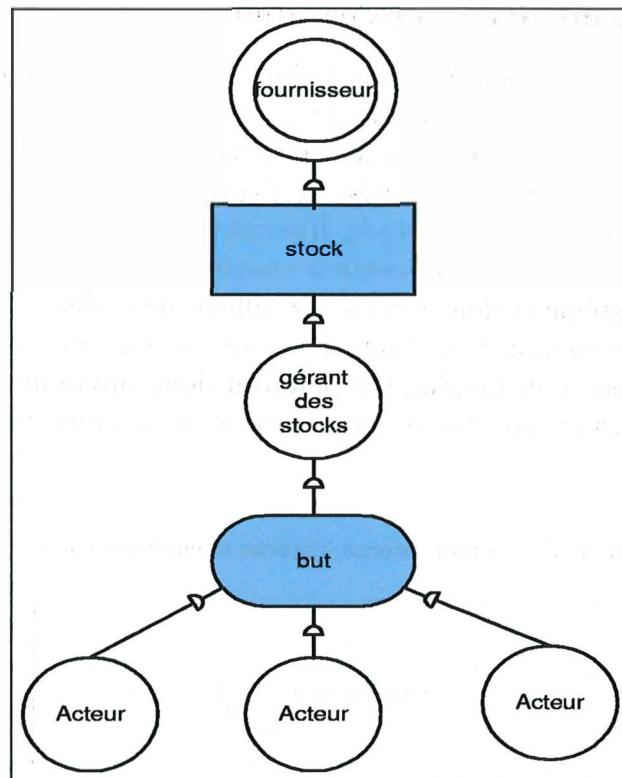 fournisseur
stock
gérant
des
stocks
but
Acteur
Acteur
Acteur